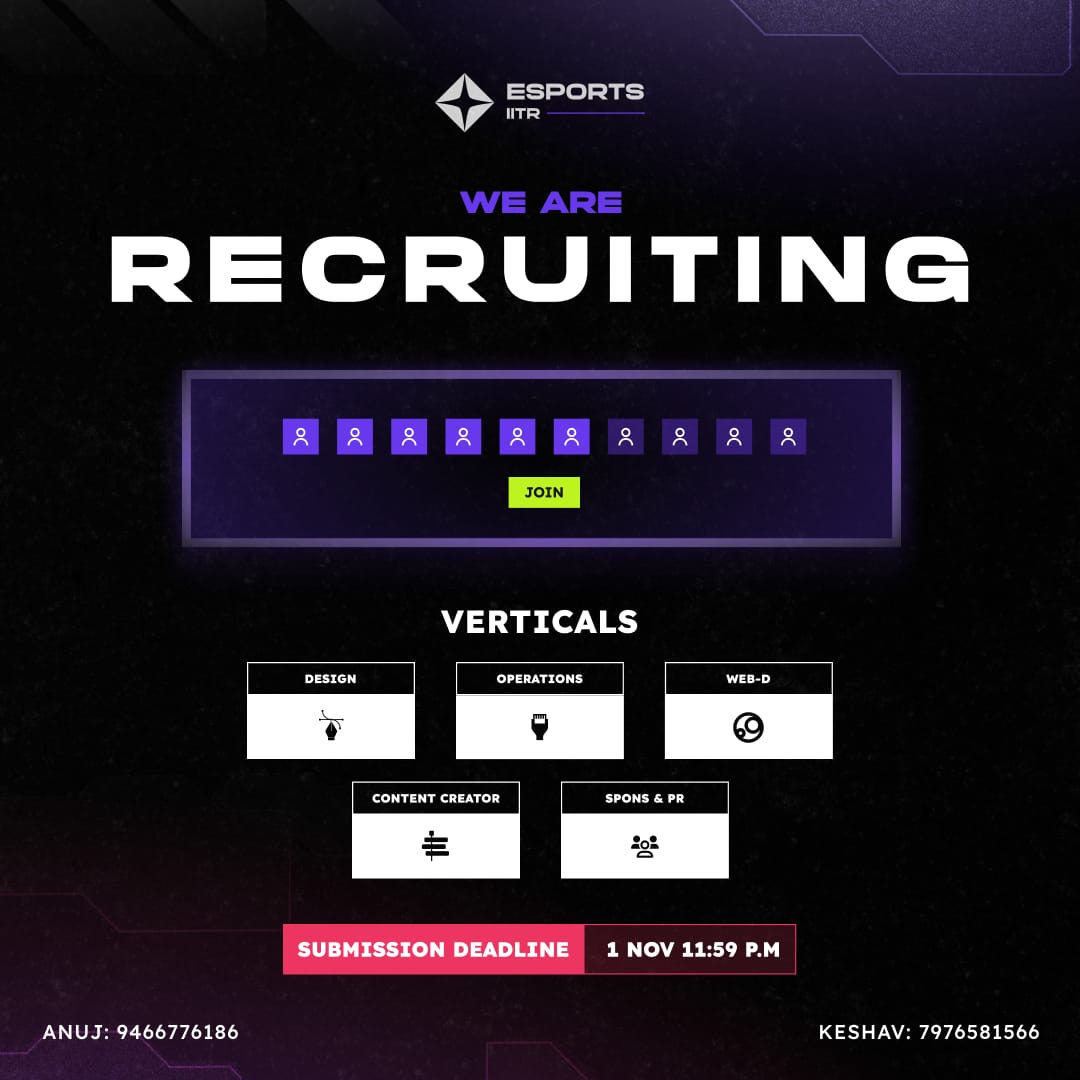 ESPORTS
IITR
WE ARE
RECRUITING
JOIN
VERTICALS
DESIGN
OPERATIONS
WEB-D
CONTENT CREATOR
SPONS & PR
SUBMISSION DEADLINE
1 NOV 11:59 P.M
ANUJ: 9466776186
KESHAV: 7976581566